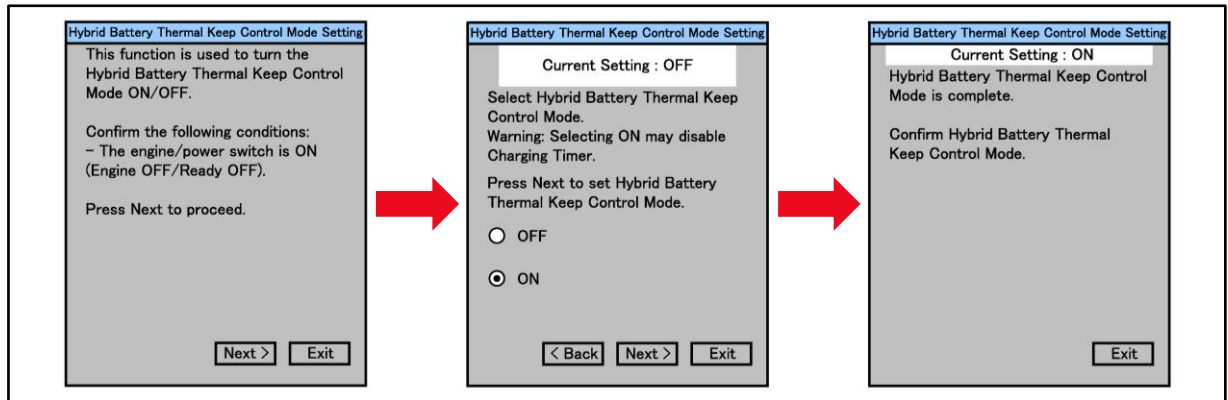 Hybrid Battery Thermal Keep Control Mode Setting
This function is used to turn the
Hybrid Battery Thermal Keep Control
Mode ON/OFF.
Confirm the following conditions:
- The engine/power switch is ON
(Engine OFF/Ready OFF).
Press Next to proceed.
Next >
Exit
Hybrid Battery Thermal Keep Control Mode Setting
Current Setting : OFF
Select Hybrid Battery Thermal Keep
Control Mode.
Warning: Selecting ON may disable
Charging Timer.
Press Next to set Hybrid Battery
Thermal Keep Control Mode.
OFF
ON
< Back
Next >
Exit
Hybrid Battery Thermal Keep Control Mode Setting
Current Setting : ON
Hybrid Battery Thermal Keep Control
Mode is complete.
Confirm Hybrid Battery Thermal
Keep Control Mode.
Exit